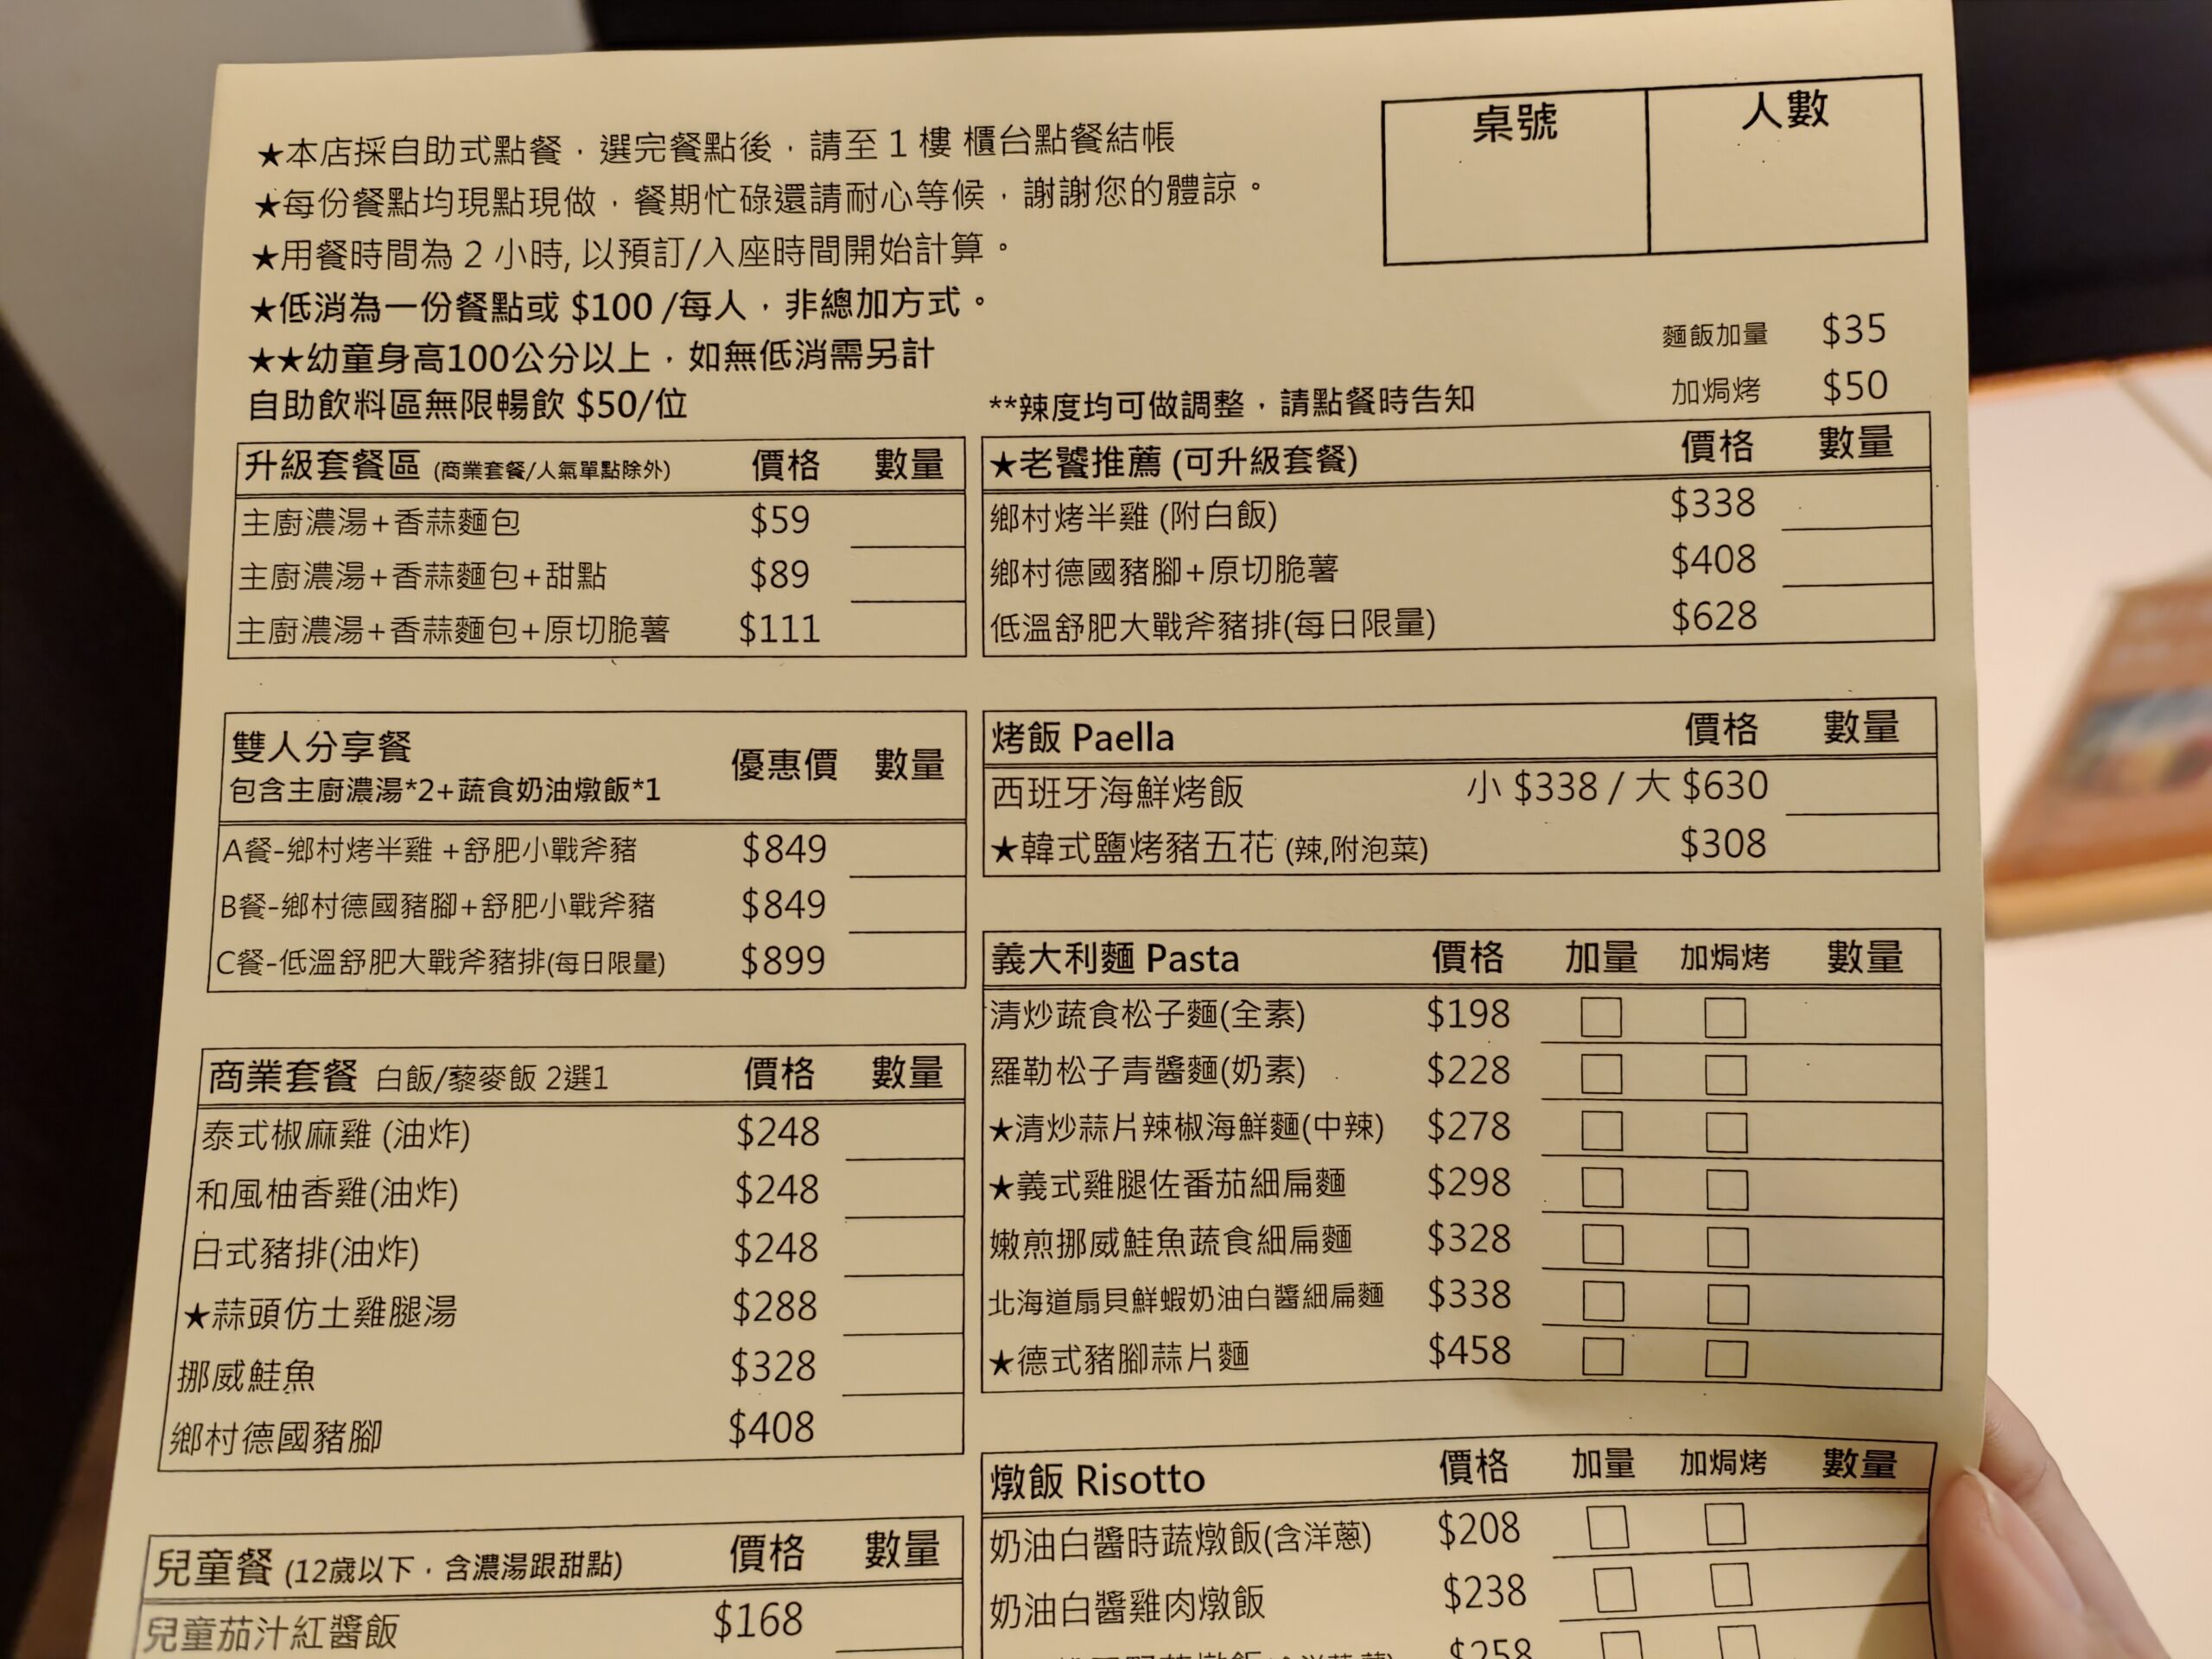 ★本店採自助式點餐，選完餐點後，請至 1 樓 櫃台點餐結帳
★每份餐點均現點現做，餐期忙碌還請耐心等候，謝謝您的體諒。
★用餐時間為 2 小時, 以預訂/入座時間開始計算。
★低消為一份餐點或 $100 /每人，非總加方式。
★★幼童身高100公分以上，如無低消需另計
自助飲料區無限暢飲 $50/位
桌號 人數
麵飯加量 $35
加焗烤 $50
**辣度均可做調整，請點餐時告知
升級套餐區 (商業套餐/人氣單點除外) 價格 數量
主廚濃湯+香蒜麵包 $59
主廚濃湯+香蒜麵包+甜點 $89
主廚濃湯+香蒜麵包+原切脆薯 $111
雙人分享餐 優惠價 數量
包含主廚濃湯*2+蔬食奶油燉飯*1
A餐-鄉村烤半雞 +舒肥小戰斧豬 $849
B餐-鄉村德國豬腳+舒肥小戰斧豬 $849
C餐-低溫舒肥大戰斧豬排(每日限量) $899
商業套餐 白飯/藜麥飯 2選1 價格 數量
泰式椒麻雞 (油炸) $248
和風柚香雞(油炸) $248
日式豬排(油炸) $248
★蒜頭仿土雞腿湯 $288
挪威鮭魚 $328
鄉村德國豬腳 $408
兒童餐 (12歲以下，含濃湯跟甜點) 價格 數量
兒童茄汁紅醬飯 $168
★老饕推薦 (可升級套餐) 價格 數量
鄉村烤半雞 (附白飯) $338
鄉村德國豬腳+原切脆薯 $408
低溫舒肥大戰斧豬排(每日限量) $628
烤飯 Paella 價格 數量
西班牙海鮮烤飯 小 $338 / 大 $630
★韓式鹽烤豬五花 (辣,附泡菜) $308
義大利麵 Pasta 價格 加量 加焗烤 數量
清炒蔬食松子麵(全素) $198
羅勒松子青醬麵(奶素) $228
★清炒蒜片辣椒海鮮麵(中辣) $278
★義式雞腿佐番茄細扁麵 $298
嫩煎挪威鮭魚蔬食細扁麵 $328
北海道扇貝鮮蝦奶油白醬細扁麵 $338
★德式豬腳蒜片麵 $458
燉飯 Risotto 價格 加量 加焗烤 數量
奶油白醬時蔬燉飯(含洋蔥) $208
奶油白醬雞肉燉飯 $238
$258